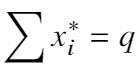 ∑ x_i^* = q